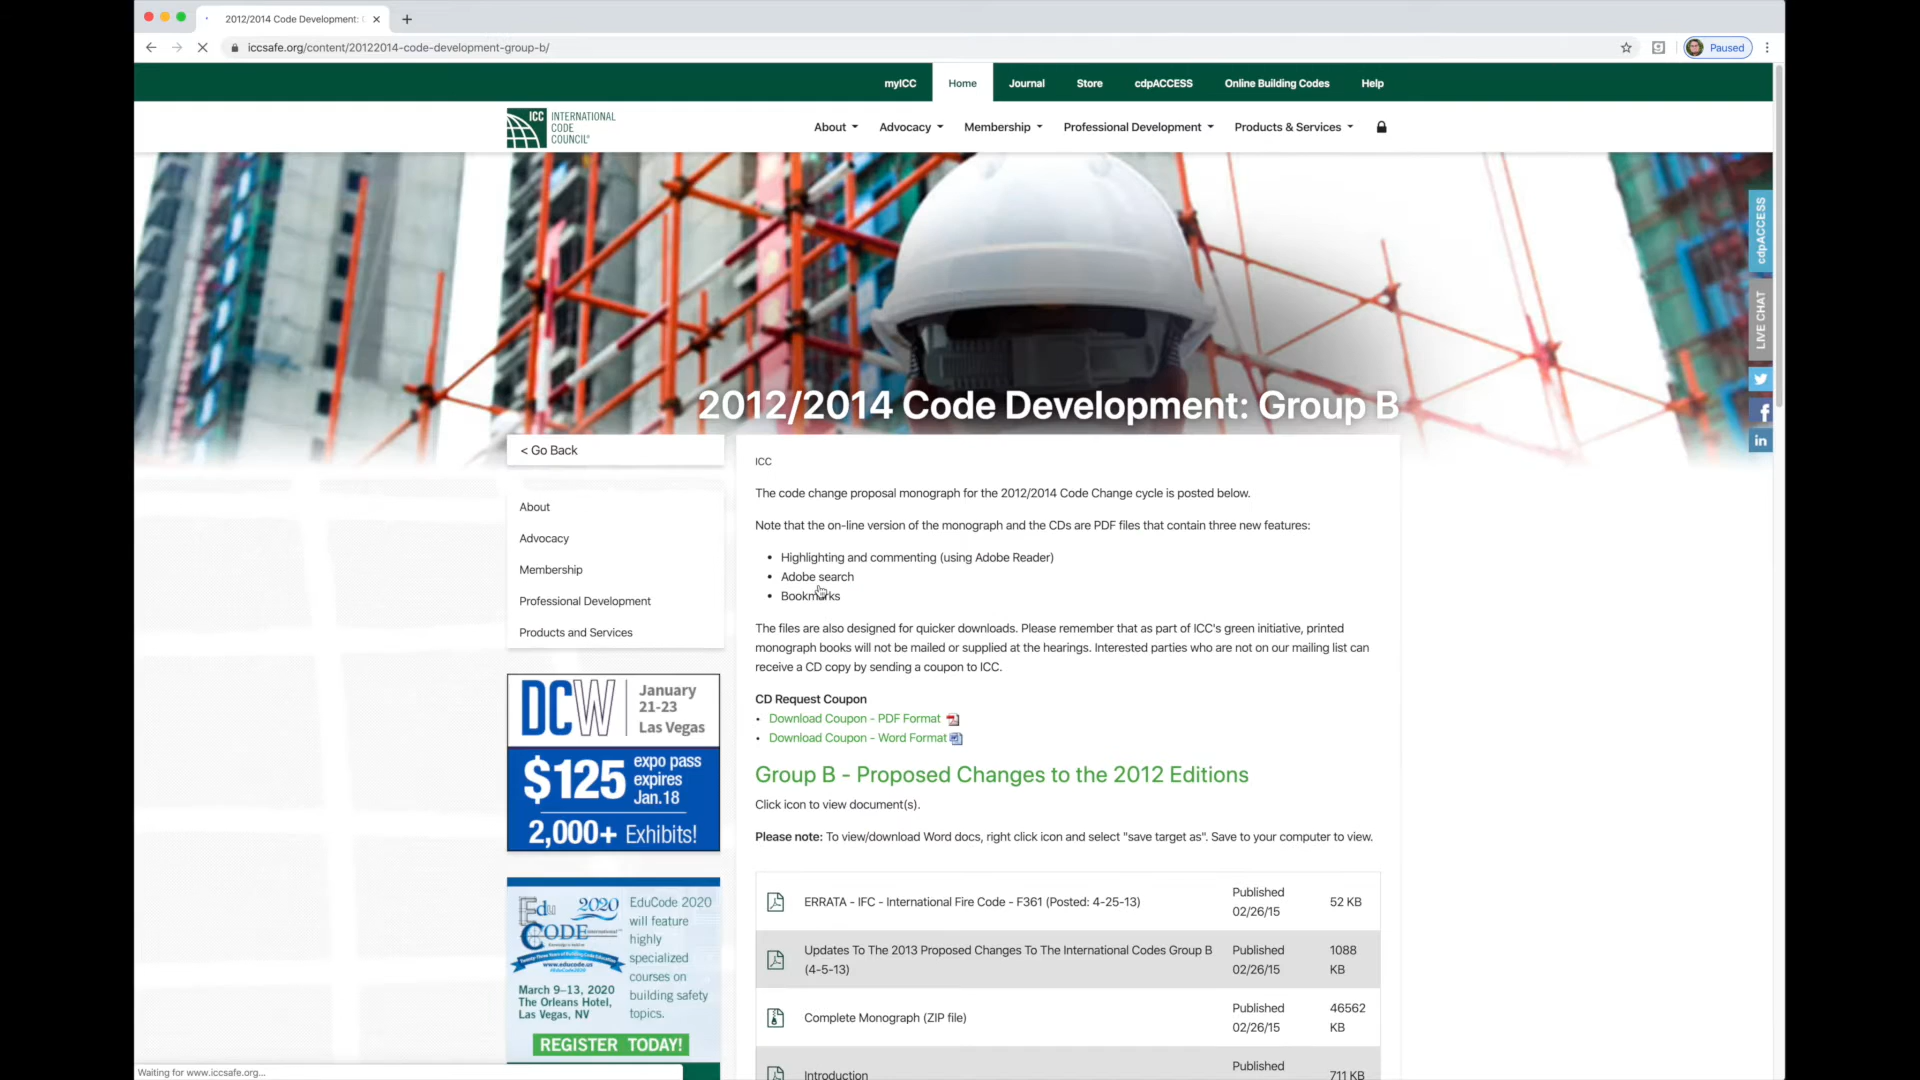 2012/2014 Code Development:
iccsafe.org/content/20122014-code-development-group-b/
Paused
myICC
Home
Journal
Store
cdpACCESS
Online Building Codes
Help
ICC INTERNATIONAL
CODE
COUNCIL®
About
Advocacy
Membership
Professional Development
Products & Services
cdpACCESS
LIVE CHAT
2012/2014 Code Development: Group B
< Go Back
About
Advocacy
Membership
Professional Development
Products and Services
DCW
January
21-23
Las Vegas
$125
expo pass
expires
Jan.18
2,000+ Exhibits!
Edu 2020
CODE
International
www.educode.us
March 9–13, 2020
The Orleans Hotel,
Las Vegas, NV
EduCode 2020
will feature
highly
specialized
courses on
building safety
topics.
REGISTER TODAY!
ICC
The code change proposal monograph for the 2012/2014 Code Change cycle is posted below.
Note that the on-line version of the monograph and the CDs are PDF files that contain three new features:
• Highlighting and commenting (using Adobe Reader)
• Adobe search
• Bookmarks
The files are also designed for quicker downloads. Please remember that as part of ICC's green initiative, printed
monograph books will not be mailed or supplied at the hearings. Interested parties who are not on our mailing list can
receive a CD copy by sending a coupon to ICC.
CD Request Coupon
• Download Coupon - PDF Format
• Download Coupon - Word Format
Group B - Proposed Changes to the 2012 Editions
Click icon to view document(s).
Please note: To view/download Word docs, right click icon and select "save target as". Save to your computer to view.
ERRATA - IFC - International Fire Code - F361 (Posted: 4-25-13)
Published
02/26/15
52 KB
Updates To The 2013 Proposed Changes To The International Codes Group B
(4-5-13)
Published
02/26/15
1088
KB
Complete Monograph (ZIP file)
Published
02/26/15
46562
KB
Introduction
Published
711 KB
Waiting for www.iccsafe.org...